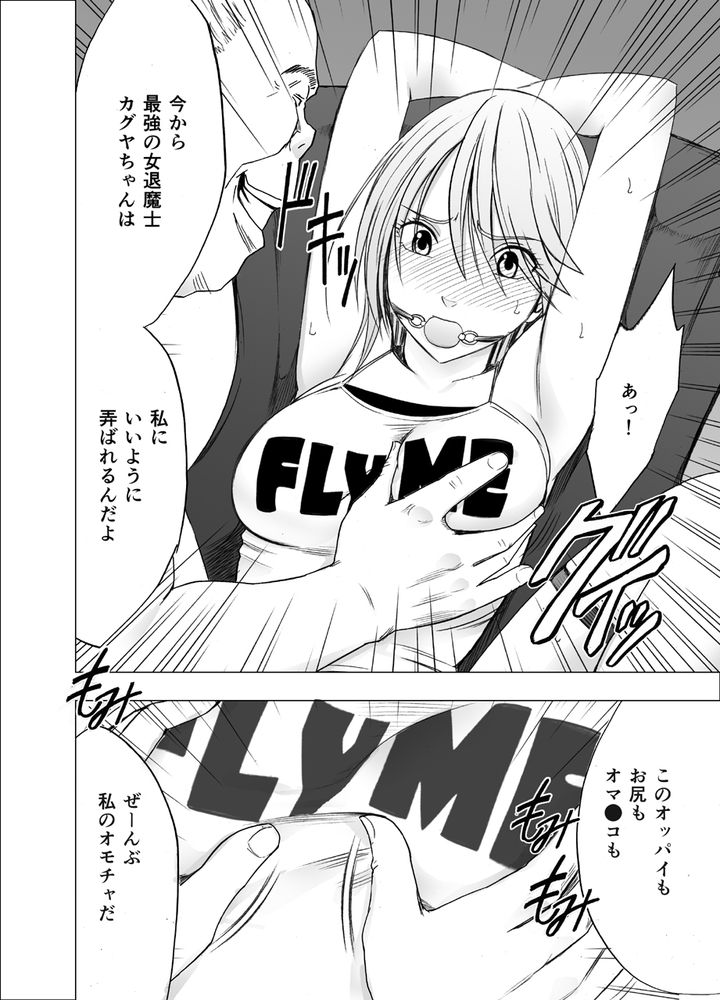 あっ!
グイッ
今から
最強の女退魔士
カグヤちゃんは
ドキッ
私に
いいように
弄ばれるんだよ
FLYME
このオッパイも
お尻も
オマ●コも
もみ
もみ
FLYME
ぜーんぶ
私のオモチャだ
もみ